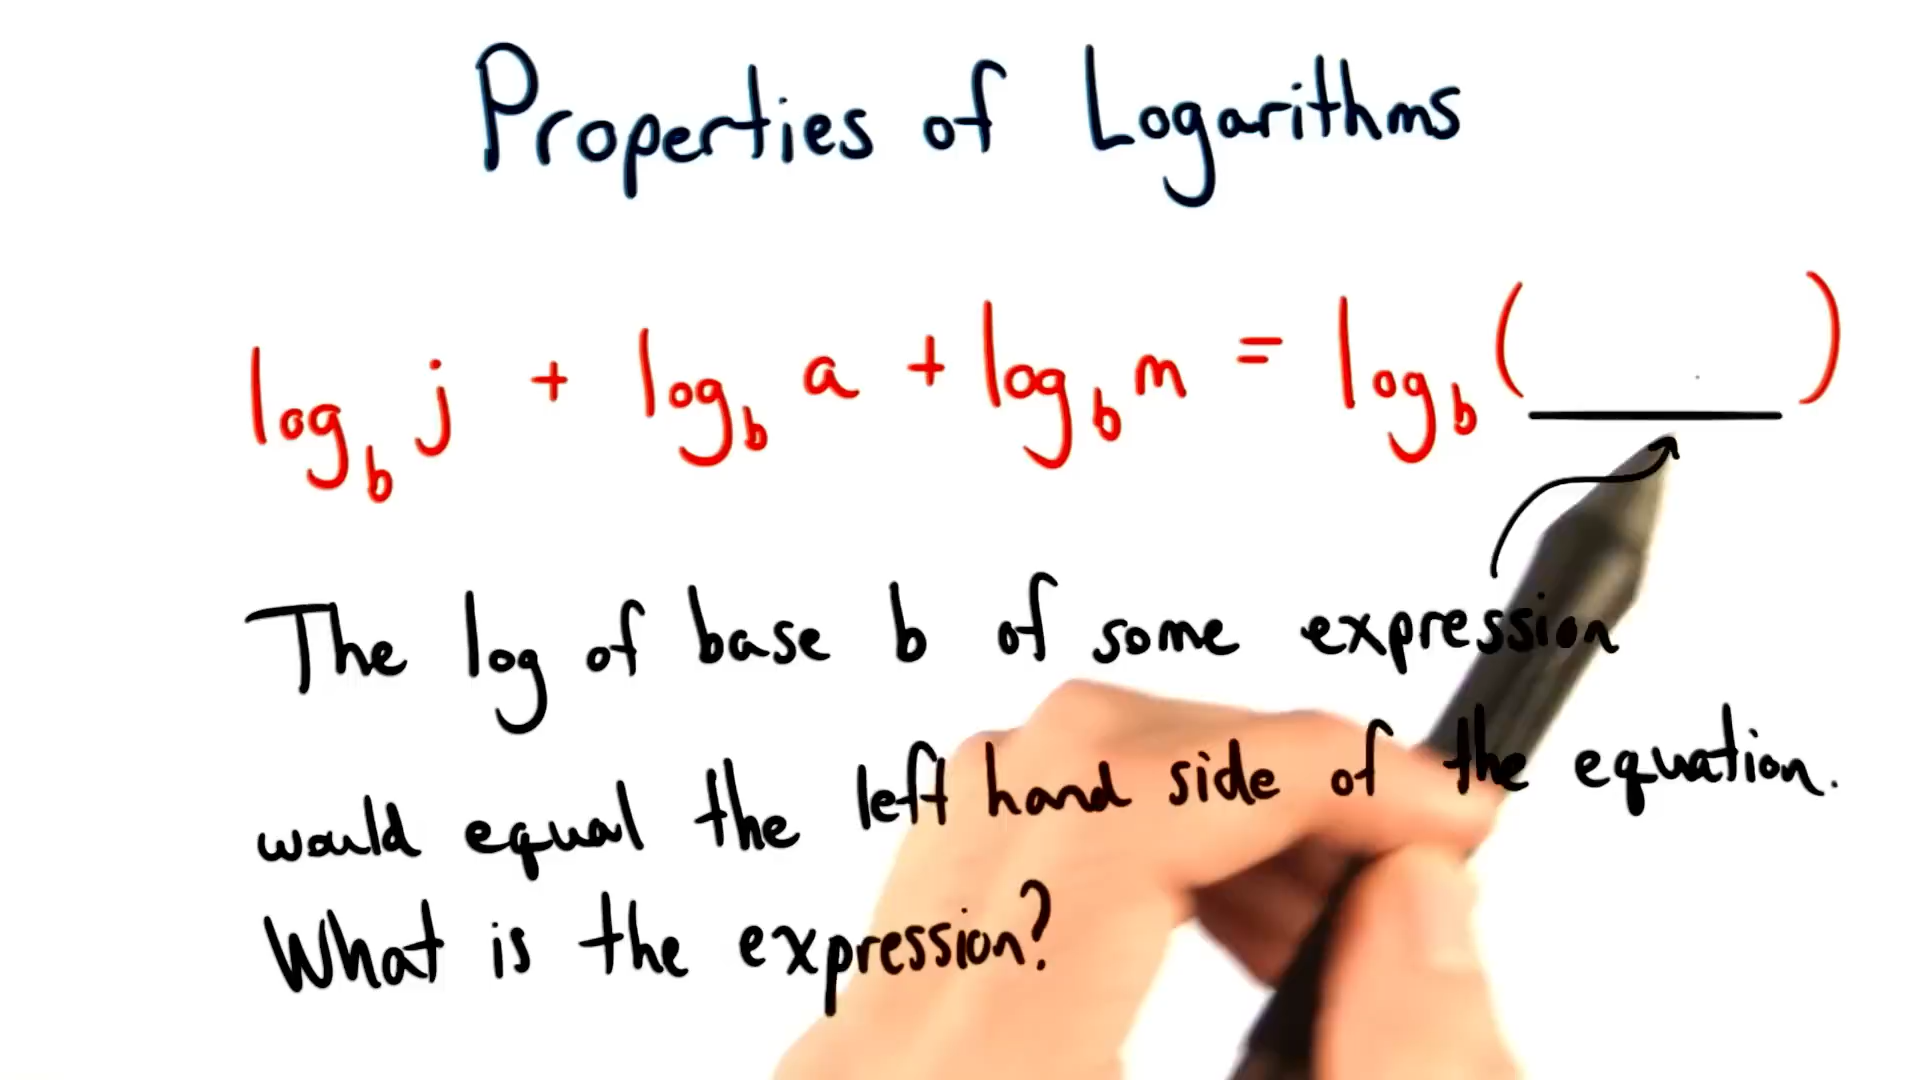 Properties of Logarithms
log_b j + log_b a + log_b m = log_b (____)
The log of base b of some expression
would equal the left hand side of the equation.
What is the expression?